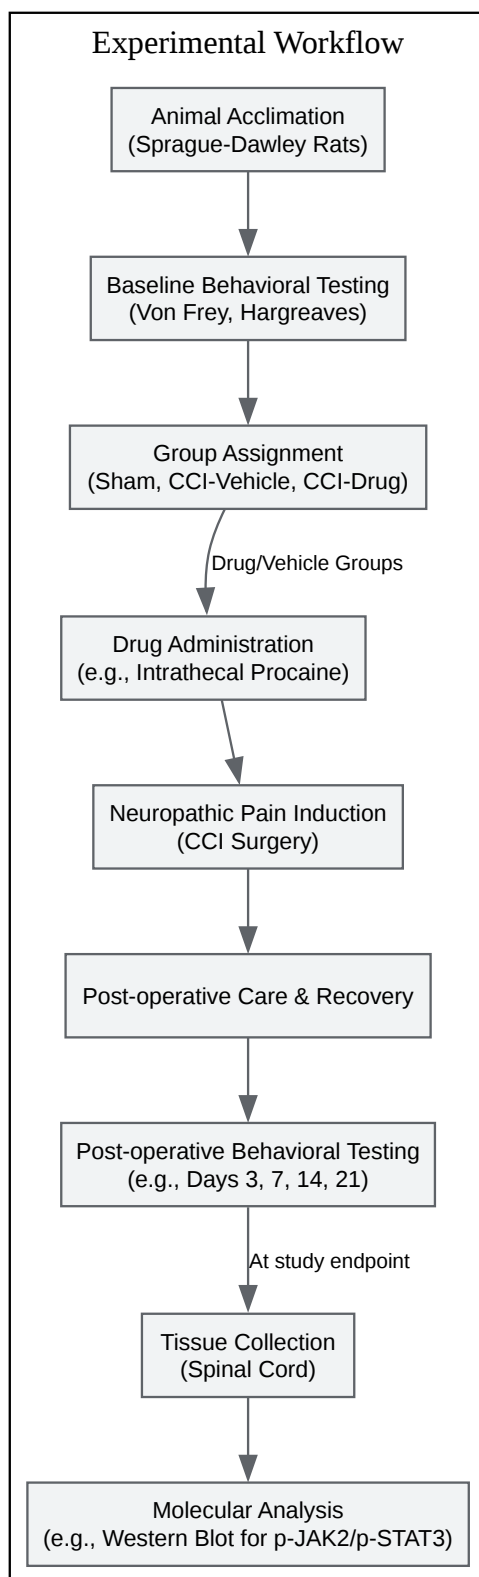 Experimental Workflow
Animal Acclimation
(Sprague-Dawley Rats)
Baseline Behavioral Testing
(Von Frey, Hargreaves)
Group Assignment
(Sham, CCI-Vehicle, CCI-Drug)
Drug/Vehicle Groups
Drug Administration
(e.g., Intrathecal Procaine)
Neuropathic Pain Induction
(CCI Surgery)
Post-operative Care & Recovery
Post-operative Behavioral Testing
(e.g., Days 3, 7, 14, 21)
At study endpoint
Tissue Collection
(Spinal Cord)
Molecular Analysis
(e.g., Western Blot for p-JAK2/p-STAT3)